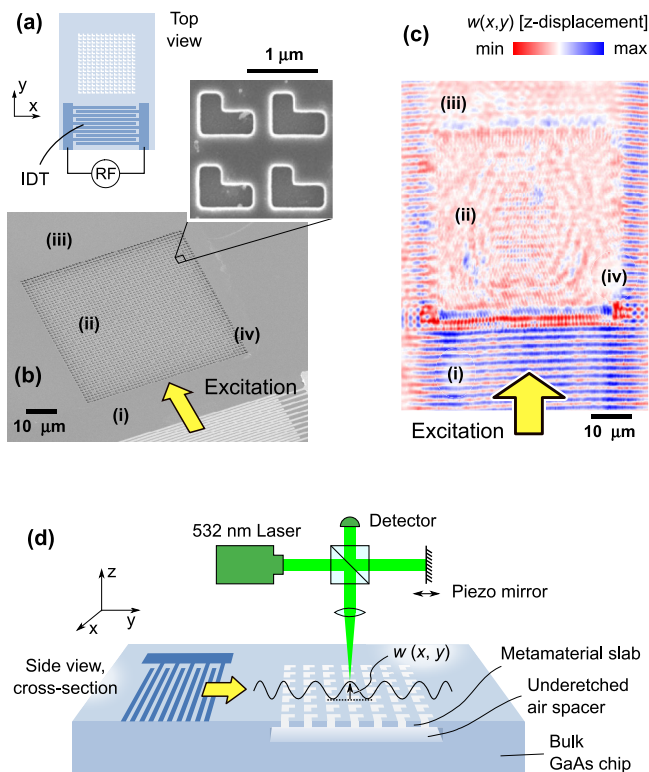 (a)
Top
view
y
x
IDT
RF
1 μm
(iii)
(ii)
(iv)
(b)
Excitation
10 μm
(i)
(c)
w(x,y) [z-displacement]
min
max
(iii)
(ii)
(iv)
(i)
Excitation
10 μm
(d)
532 nm Laser
Detector
Piezo mirror
z
x
y
Side view,
cross-section
w (x, y)
Metamaterial slab
Underetched
air spacer
Bulk
GaAs chip